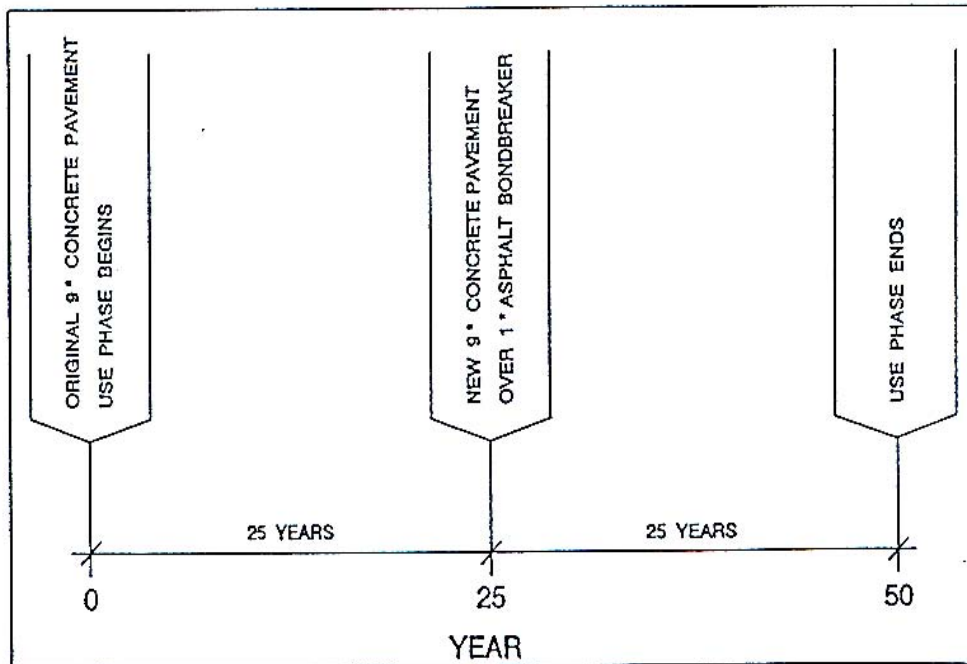 ORIGINAL 9" CONCRETE PAVEMENT
USE PHASE BEGINS
NEW 9" CONCRETE PAVEMENT
OVER 1" ASPHALT BONDBREAKER
USE PHASE ENDS
25 YEARS
25 YEARS
0
25
50
YEAR